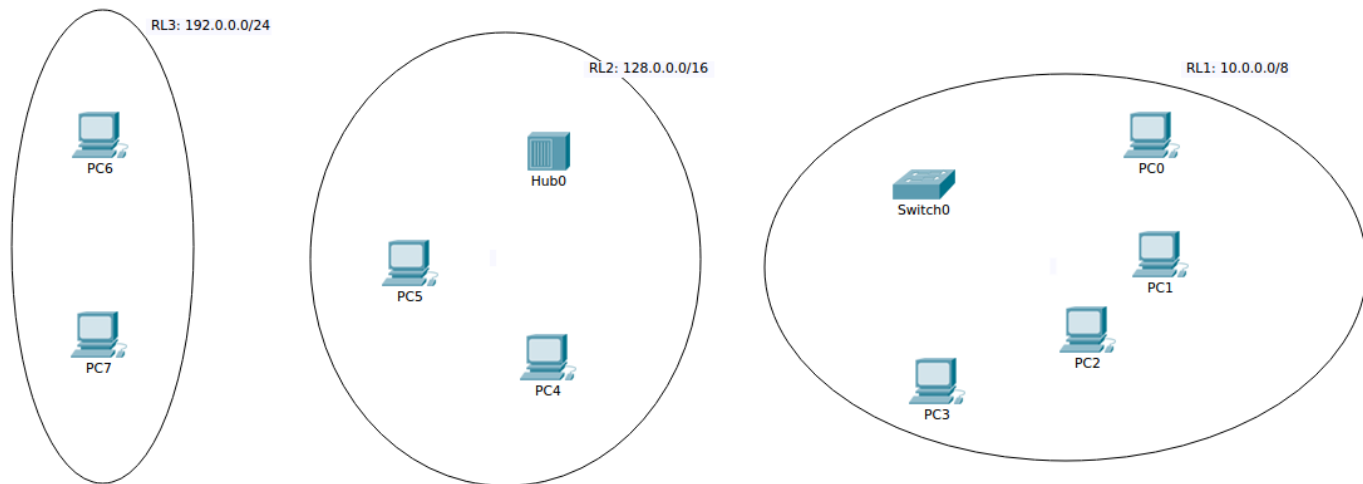 RL3: 192.0.0.0/24
PC6
PC7
RL2: 128.0.0.0/16
Hub0
PC5
PC4
RL1: 10.0.0.0/8
PC0
Switch0
PC1
PC2
PC3